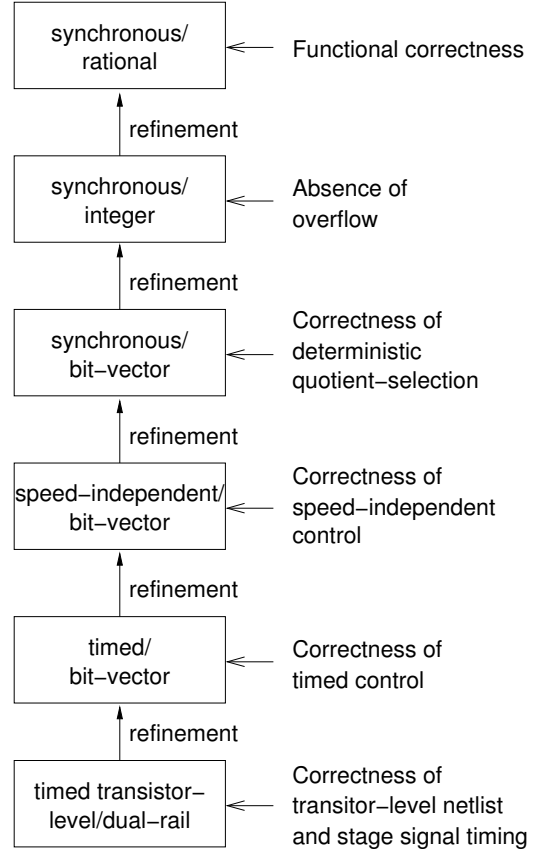 synchronous/
rational
Functional correctness
refinement
synchronous/
integer
Absence of
overflow
refinement
synchronous/
bit−vector
Correctness of
deterministic
quotient−selection
refinement
speed−independent/
bit−vector
Correctness of
speed−independent
control
refinement
timed/
bit−vector
Correctness of
timed control
refinement
timed transistor−
level/dual−rail
Correctness of
transitor−level netlist
and stage signal timing